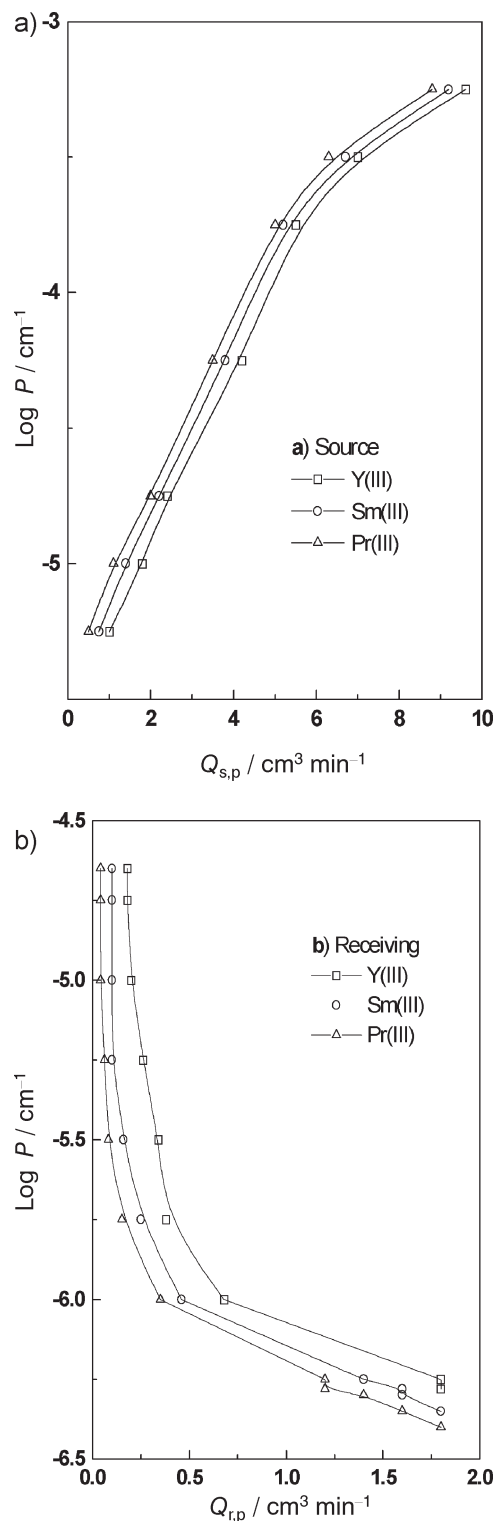 a)
-3
-4
-5
Log P / cm⁻¹
a) Source
Y(III)
Sm(III)
Pr(III)
0 2 4 6 8 10
Qs,p / cm³ min⁻¹
b)
-4.5
-5.0
-5.5
-6.0
-6.5
Log P / cm⁻¹
b) Receiving
Y(III)
Sm(III)
Pr(III)
0.0 0.5 1.0 1.5 2.0
Qr,p / cm³ min⁻¹